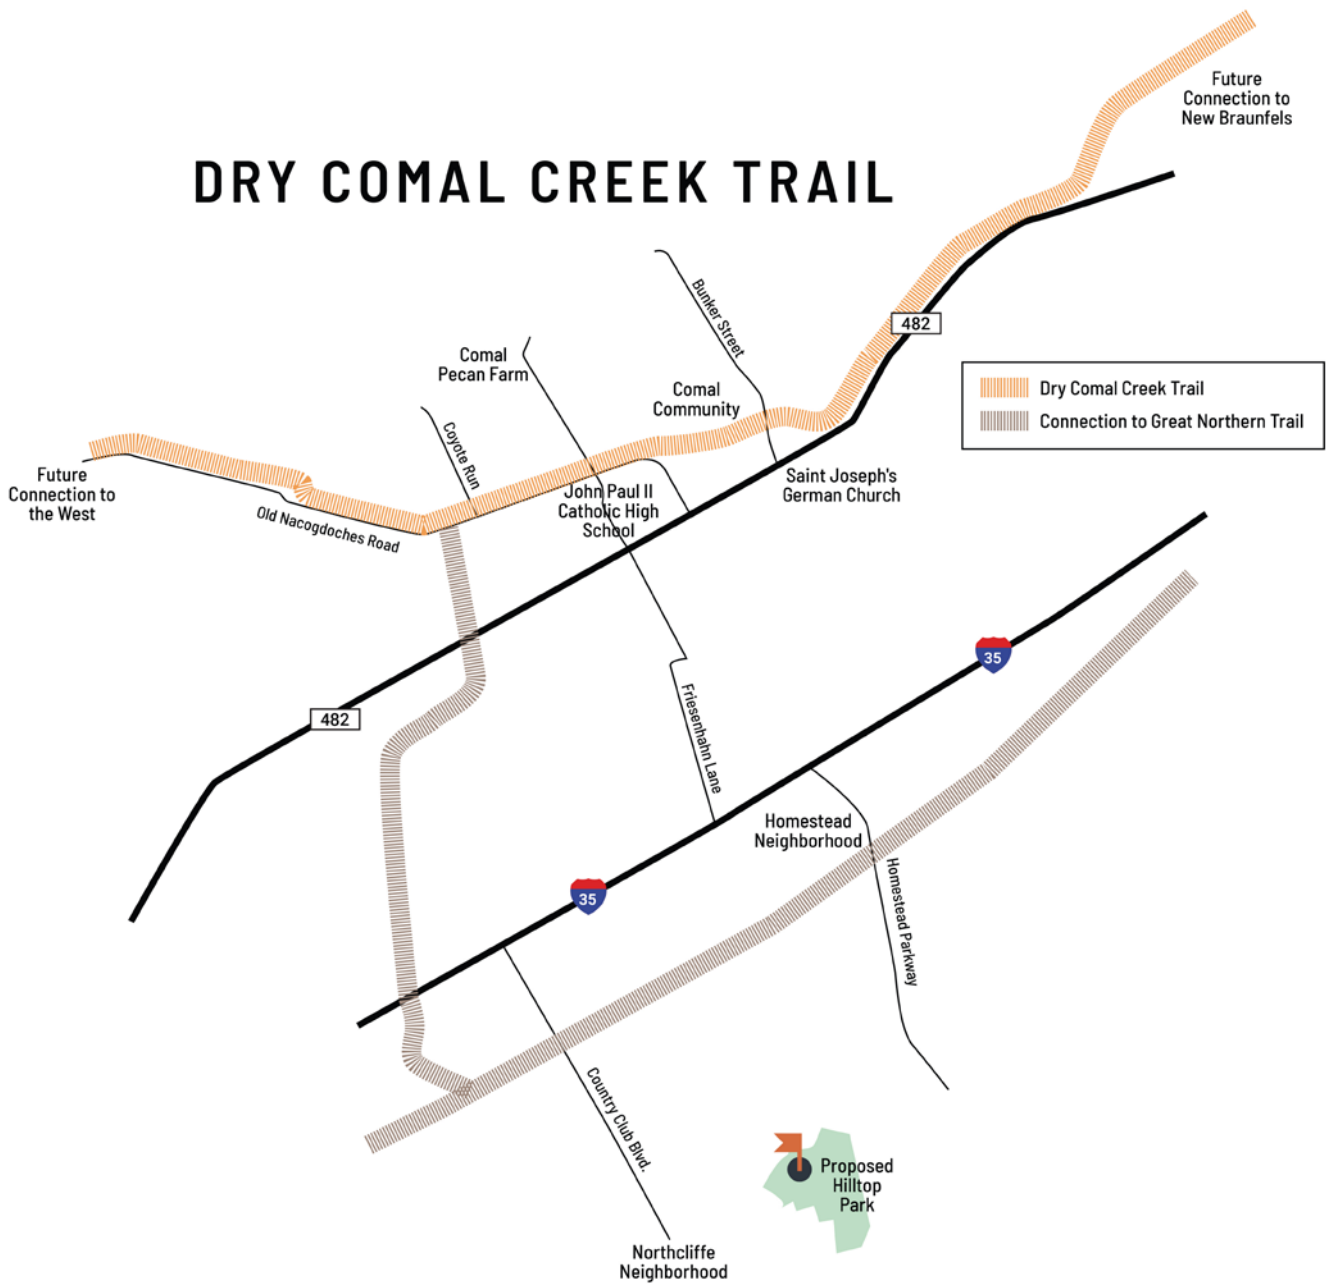 Future
Connection to
New Braunfels
DRY COMAL CREEK TRAIL
Bunker Street
482
Comal
Pecan Farm
Comal
Community
Dry Comal Creek Trail
Connection to Great Northern Trail
Coyote Run
Future
Connection to
the West
Old Nacogdoches Road
John Paul II
Catholic High
School
Saint Joseph's
German Church
35
482
Friesenhahn Lane
Homestead
Neighborhood
35
Homestead Parkway
Country Club Blvd.
Proposed
Hilltop
Park
Northcliffe
Neighborhood